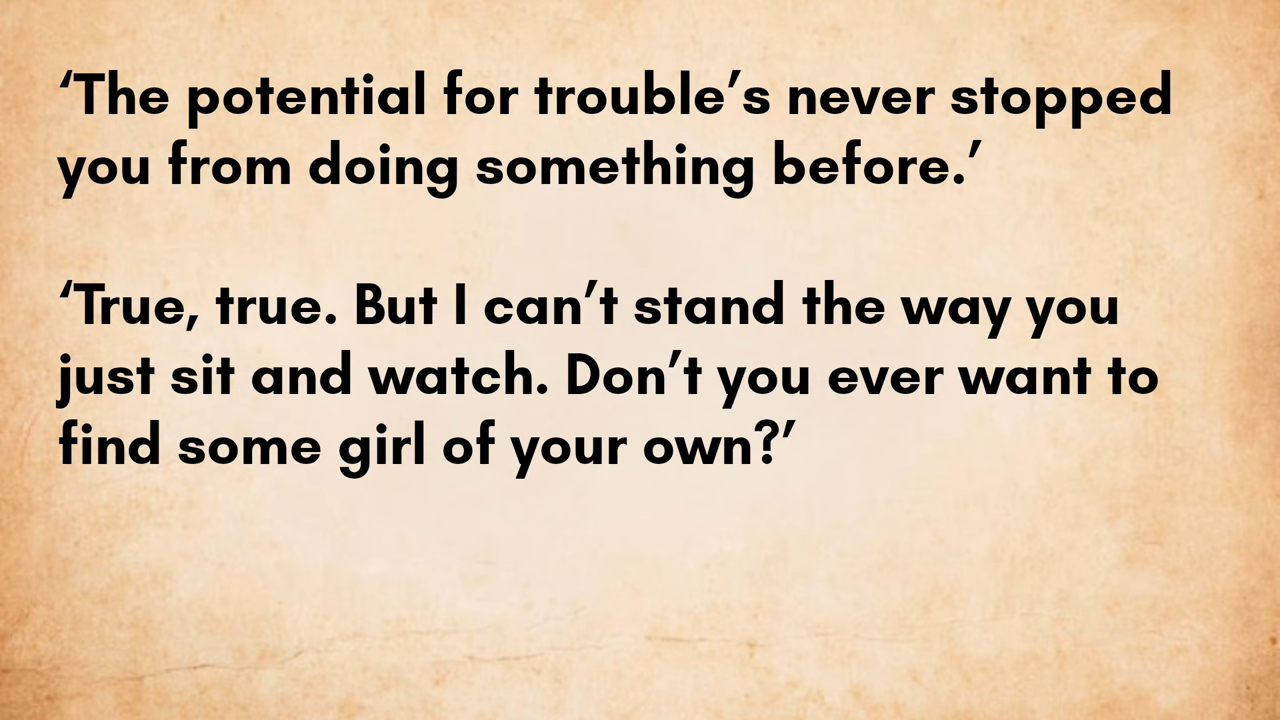 ‘The potential for trouble’s never stopped
you from doing something before.’
‘True, true. But I can’t stand the way you
just sit and watch. Don’t you ever want to
find some girl of your own?’